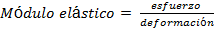 Módulo elástico = esfuerzo / deformación